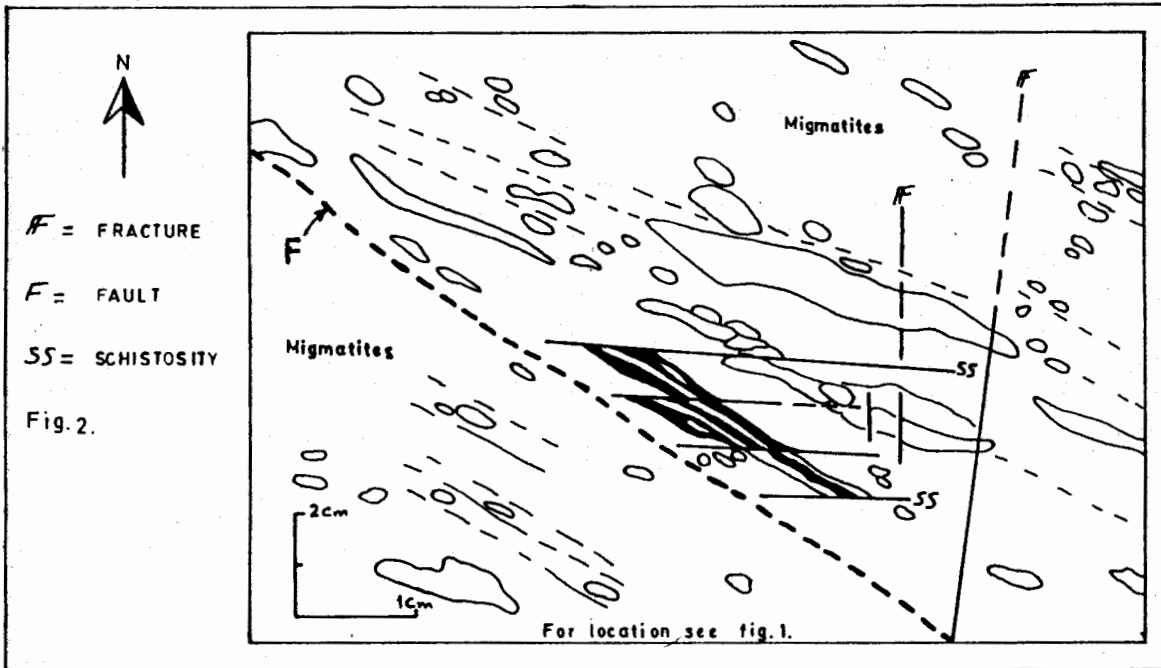 N
FF = FRACTURE
F = FAULT
SS = SCHISTOSITY
Fig. 2.
Migmatites
FF
FF
F
Migmatites
SS
SS
2cm
1cm
For location see fig. 1.